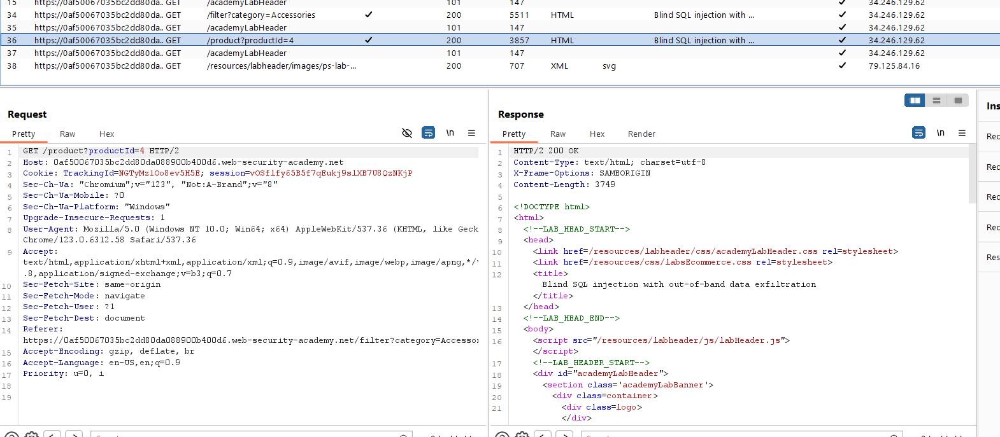 15 https://0af50067035bc2dd80da.. GET /academyLabHeader 101 147 34.246.129.62
34 https://0af50067035bc2dd80da.. GET /filter?category=Accessories ✓ 200 5511 HTML Blind SQL injection with ... ✓ 34.246.129.62
35 https://0af50067035bc2dd80da.. GET /academyLabHeader 101 147 ✓ 34.246.129.62
36 https://0af50067035bc2dd80da.. GET /product?productId=4 ✓ 200 3857 HTML Blind SQL injection with ... ✓ 34.246.129.62
37 https://0af50067035bc2dd80da.. GET /academyLabHeader 101 147 ✓ 34.246.129.62
38 https://0af50067035bc2dd80da.. GET /resources/labheader/images/ps-lab-... 200 707 XML svg ✓ 79.125.84.16
Request
Pretty Raw Hex \n
1 GET /product?productId=4 HTTP/2
2 Host: 0af50067035bc2dd80da088900b400d6.web-security-academy.net
3 Cookie: TrackingId=NGTyMz1Oo8ev5H5E; session=vOSflfy65B5f7qEukj9slXB7U8QzNKjP
4 Sec-Ch-Ua: "Chromium";v="123", "Not:A-Brand";v="8"
5 Sec-Ch-Ua-Mobile: ?0
6 Sec-Ch-Ua-Platform: "Windows"
7 Upgrade-Insecure-Requests: 1
8 User-Agent: Mozilla/5.0 (Windows NT 10.0; Win64; x64) AppleWebKit/537.36 (KHTML, like Geck
Chrome/123.0.6312.58 Safari/537.36
9 Accept:
text/html,application/xhtml+xml,application/xml;q=0.9,image/avif,image/webp,image/apng,*/*
.8,application/signed-exchange;v=b3;q=0.7
10 Sec-Fetch-Site: same-origin
11 Sec-Fetch-Mode: navigate
12 Sec-Fetch-User: ?1
13 Sec-Fetch-Dest: document
14 Referer:
https://0af50067035bc2dd80da088900b400d6.web-security-academy.net/filter?category=Accessor
15 Accept-Encoding: gzip, deflate, br
16 Accept-Language: en-US,en;q=0.9
17 Priority: u=0, i
18
19
Response
Pretty Raw Hex Render \n
1 HTTP/2 200 OK
2 Content-Type: text/html; charset=utf-8
3 X-Frame-Options: SAMEORIGIN
4 Content-Length: 3749
5
6 <!DOCTYPE html>
7 <html>
8 <!--LAB_HEAD_START-->
9 <head>
10 <link href=/resources/labheader/css/academyLabHeader.css rel=stylesheet>
11 <link href=/resources/css/labsEcommerce.css rel=stylesheet>
12 <title>
Blind SQL injection with out-of-band data exfiltration
</title>
13 </head>
14 <!--LAB_HEAD_END-->
15 <body>
16 <script src="/resources/labheader/js/labHeader.js">
</script>
17 <!--LAB_HEADER_START-->
18 <div id="academyLabHeader">
19 <section class='academyLabBanner'>
20 <div class=container>
21 <div class=logo>
</div>
Ins
Rec
Rec
Rec
Rec
Res